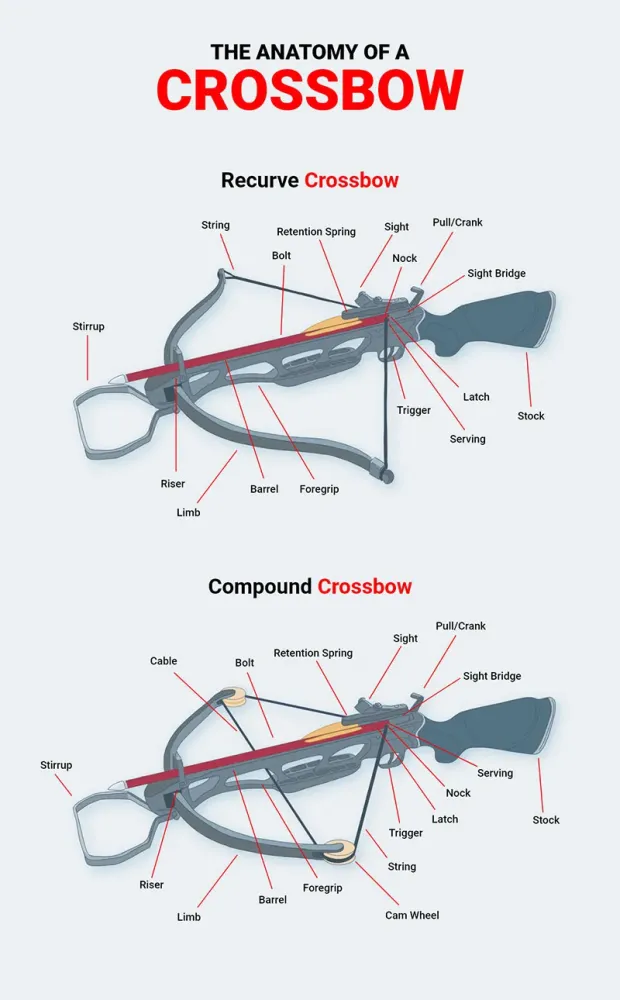 THE ANATOMY OF A
CROSSBOW
Recurve Crossbow
String
Retention Spring
Sight
Pull/Crank
Bolt
Nock
Sight Bridge
Stirrup
Latch
Trigger
Stock
Serving
Riser
Barrel
Foregrip
Limb
Compound Crossbow
Pull/Crank
Sight
Retention Spring
Cable
Bolt
Sight Bridge
Stirrup
Serving
Nock
Latch
Stock
Trigger
String
Riser
Foregrip
Barrel
Limb
Cam Wheel